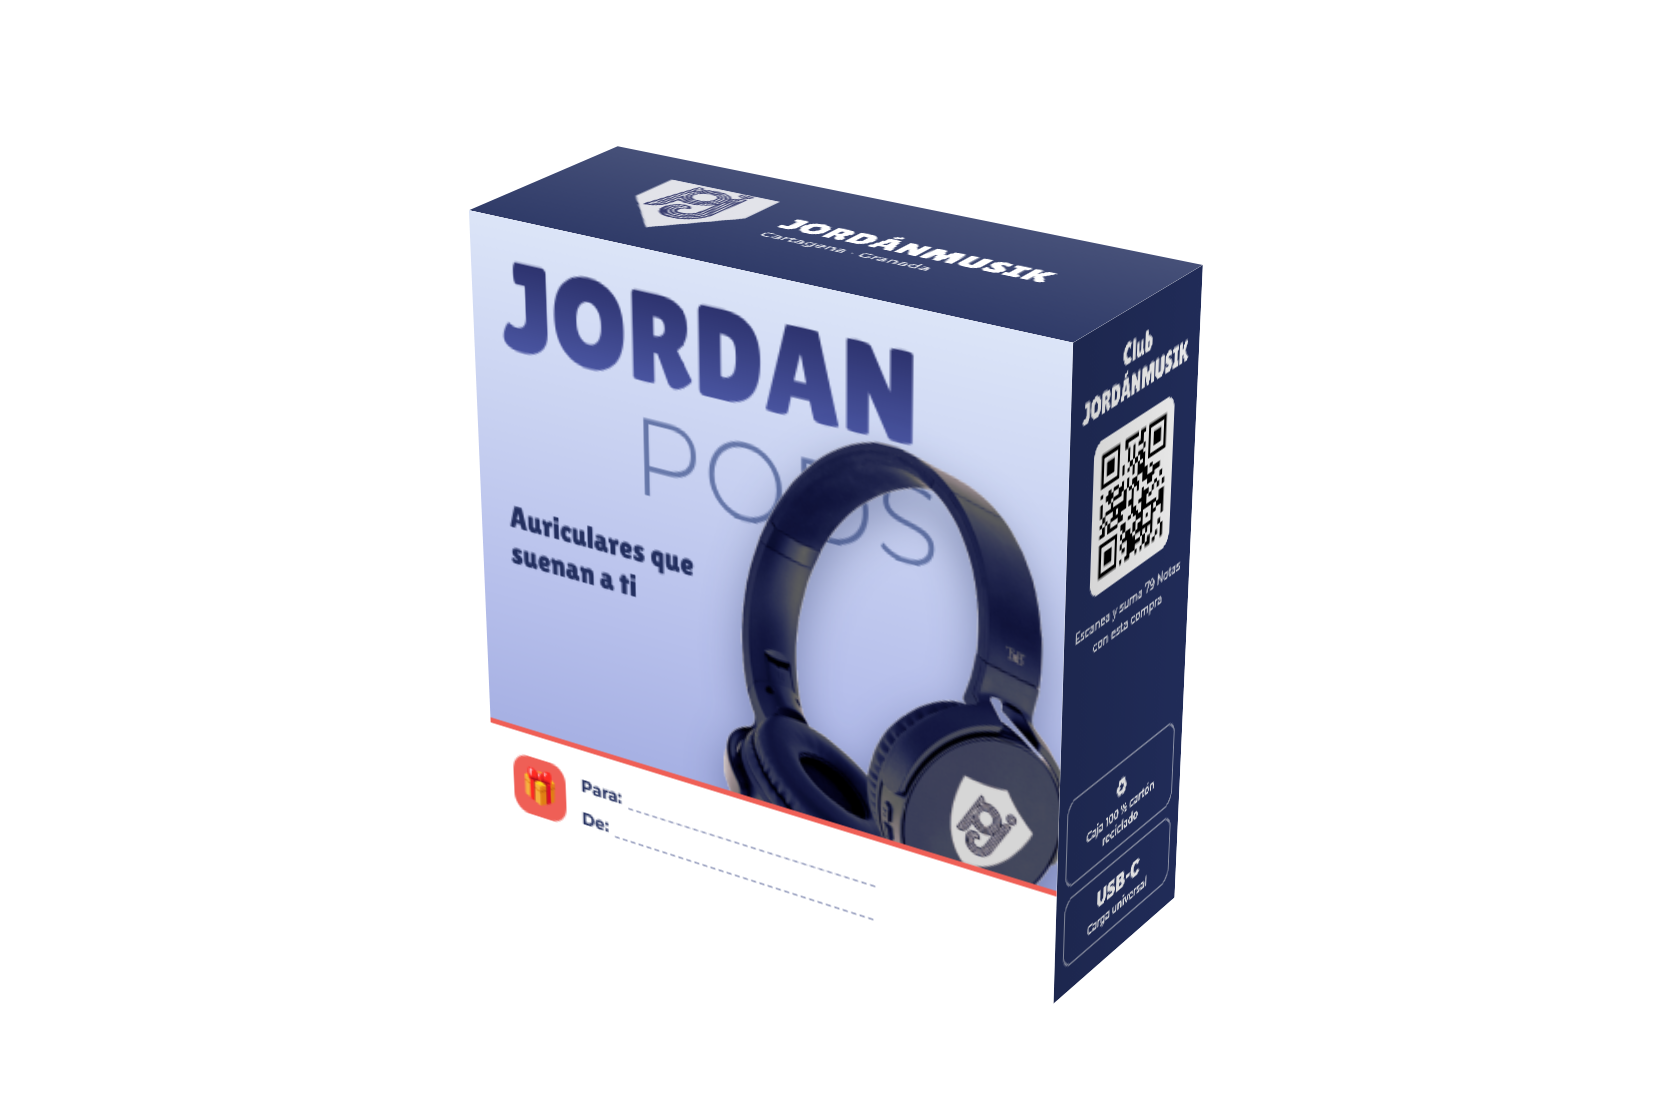 JORDÁNMUSIK
Cartagena · Granada
JORDAN
PODS
Auriculares que
suenan a ti
Para:
De:
Club
JORDÁNMUSIK
Escanea y suma 79 Notas
con esta compra
Caja 100 % cartón
reciclado
USB-C
Carga universal